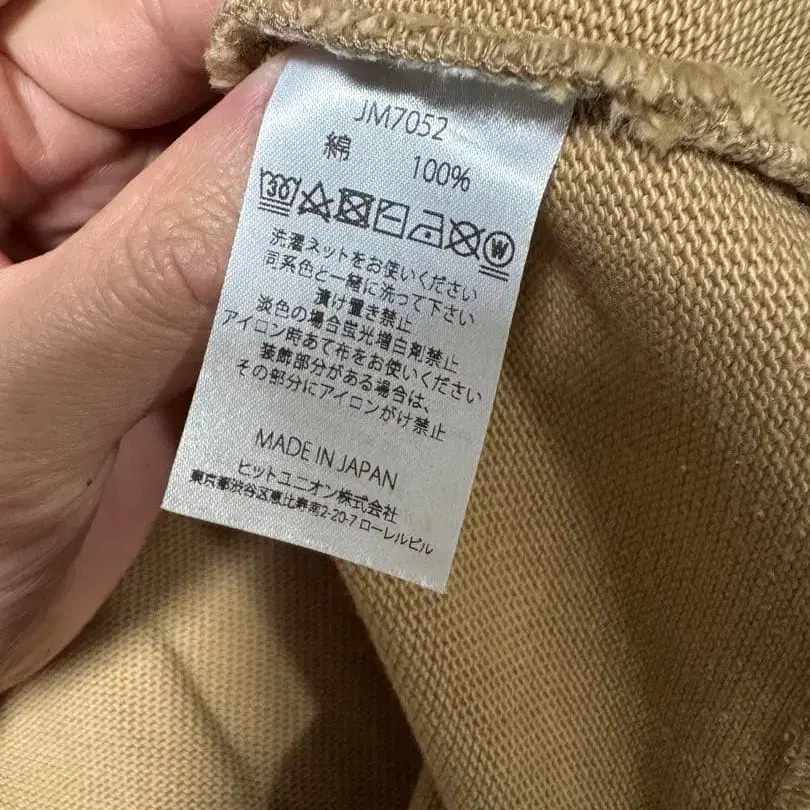 JM7052
綿 100%
30 W
洗濯ネットをお使いください
同系色と一緒に洗って下さい
漬け置き禁止
淡色の場合蛍光増白剤禁止
アイロン時あて布をお使いください
装飾部分がある場合は、
その部分にアイロンがけ禁止
MADE IN JAPAN
ヒットユニオン株式会社
東京都渋谷区恵比寿南2-20-7 ローレルビル